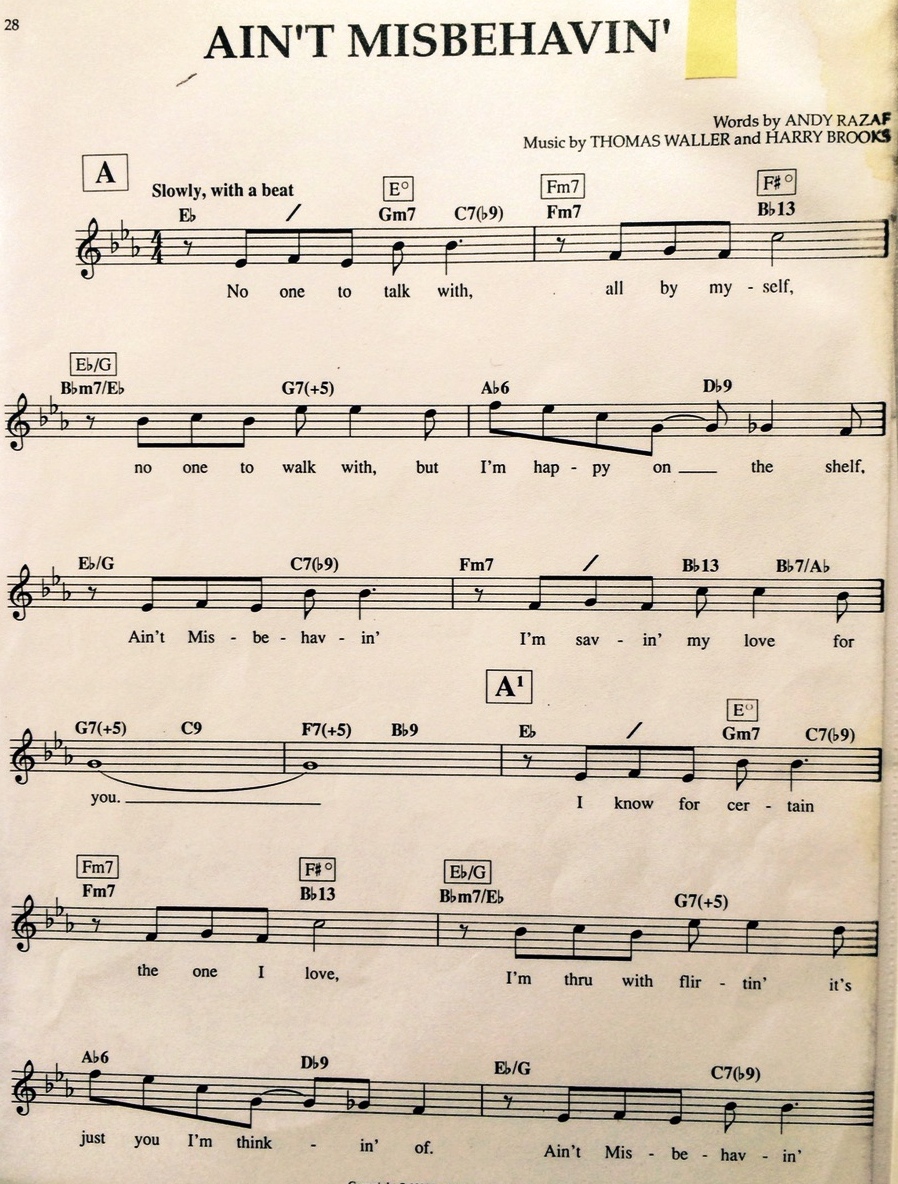 28
AIN'T MISBEHAVIN'
Words by ANDY RAZAF
Music by THOMAS WALLER and HARRY BROOKS
A
Slowly, with a beat
E° Fm7 F#°
E♭ / Gm7 C7(♭9) Fm7 B♭13
4/4
No one to talk with, all by my - self,
E♭/G
B♭m7/E♭ G7(+5) A♭6 D♭9
no one to walk with, but I'm hap - py on ____ the shelf,
E♭/G C7(♭9) Fm7 / B♭13 B♭7/A♭
Ain't Mis - be - hav - in' I'm sav - in' my love for
A¹
E°
G7(+5) C9 F7(+5) B♭9 E♭ / Gm7 C7(♭9)
you. ____ I know for cer - tain
Fm7 F#° E♭/G
Fm7 B♭13 B♭m7/E♭ G7(+5)
the one I love, I'm thru with flir - tin' it's
A♭6 D♭9 E♭/G C7(♭9)
just you I'm think - in' of. Ain't Mis - be - hav - in'